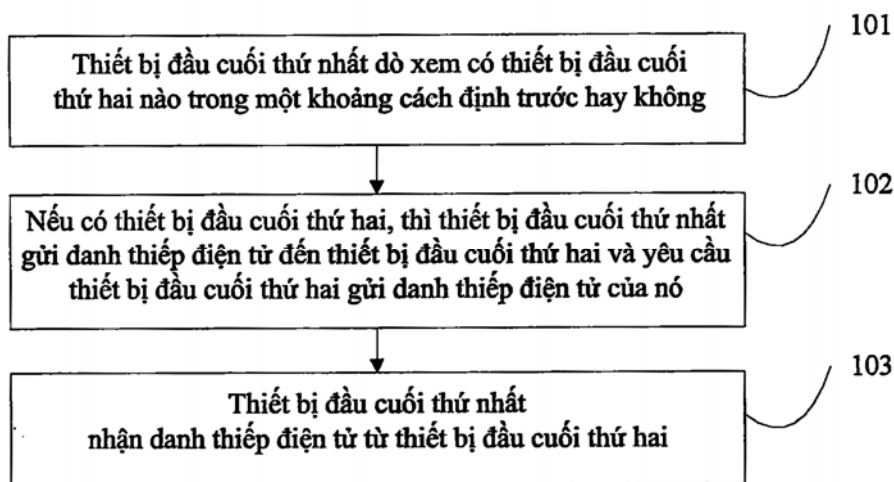 101
Thiết bị đầu cuối thứ nhất dò xem có thiết bị đầu cuối
thứ hai nào trong một khoảng cách định trước hay không
102
Nếu có thiết bị đầu cuối thứ hai, thì thiết bị đầu cuối thứ nhất
gửi danh thiếp điện tử đến thiết bị đầu cuối thứ hai và yêu cầu
thiết bị đầu cuối thứ hai gửi danh thiếp điện tử của nó
103
Thiết bị đầu cuối thứ nhất
nhận danh thiếp điện tử từ thiết bị đầu cuối thứ hai